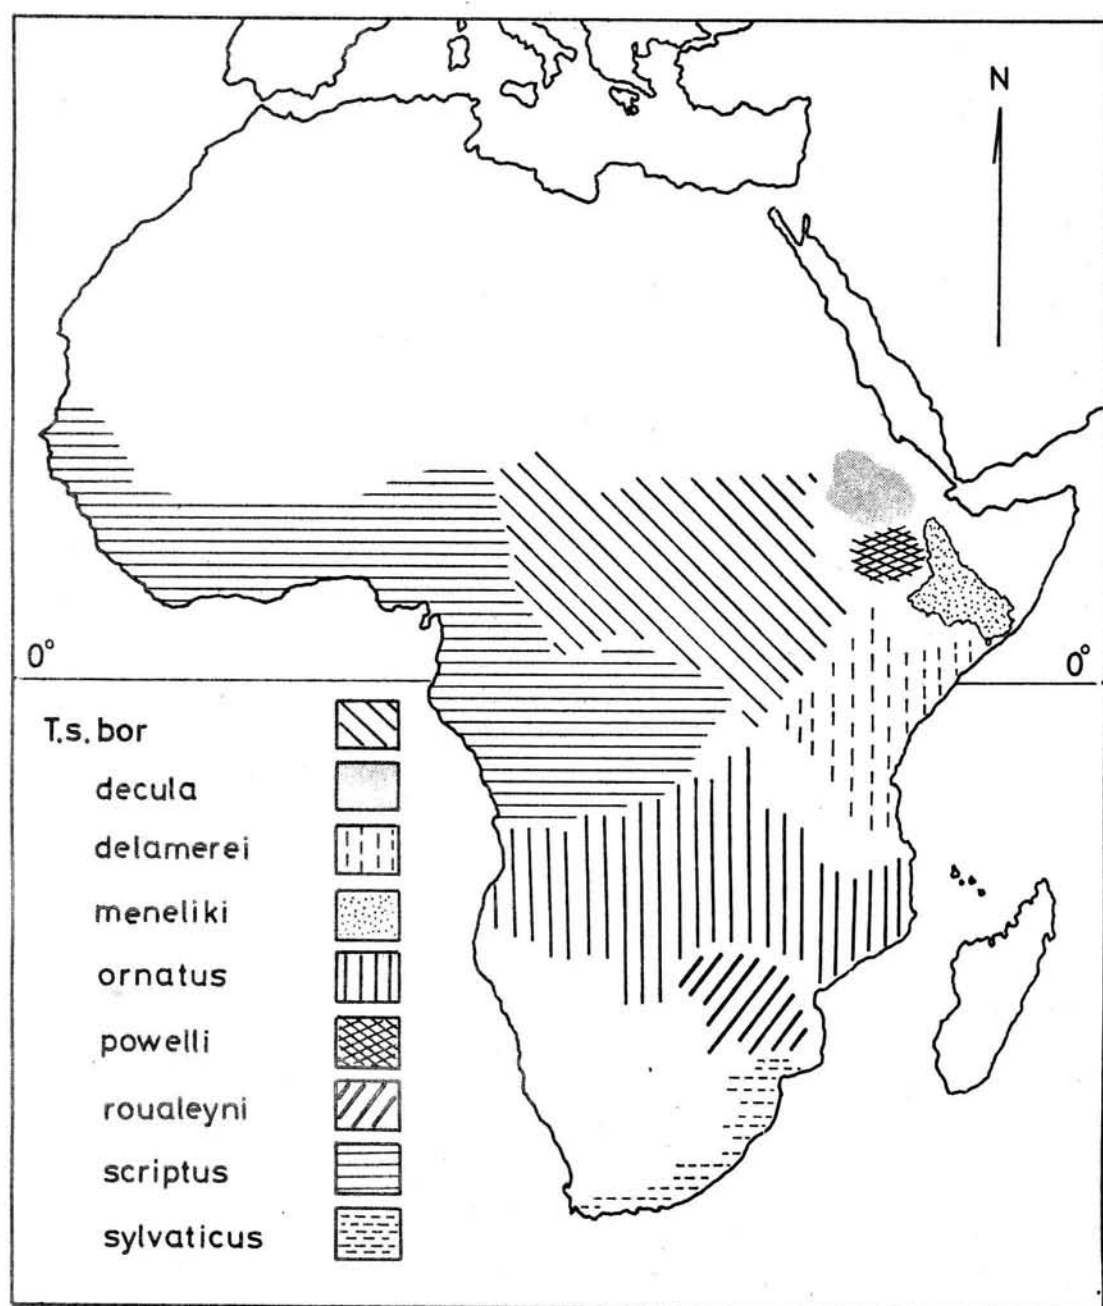 N
0°
0°
T.s. bor
decula
delamerei
meneliki
ornatus
powelli
roualeyni
scriptus
sylvaticus